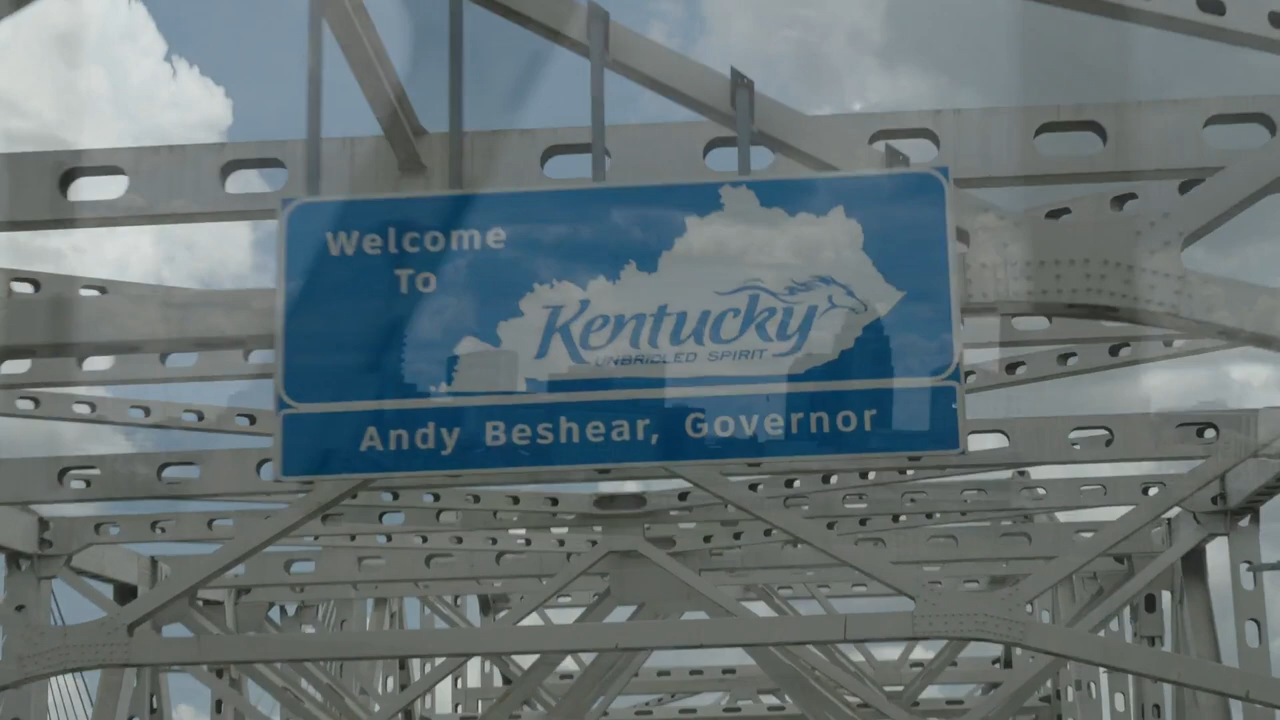 Welcome
To
Kentucky
UNBRIDLED SPIRIT
Andy Beshear, Governor